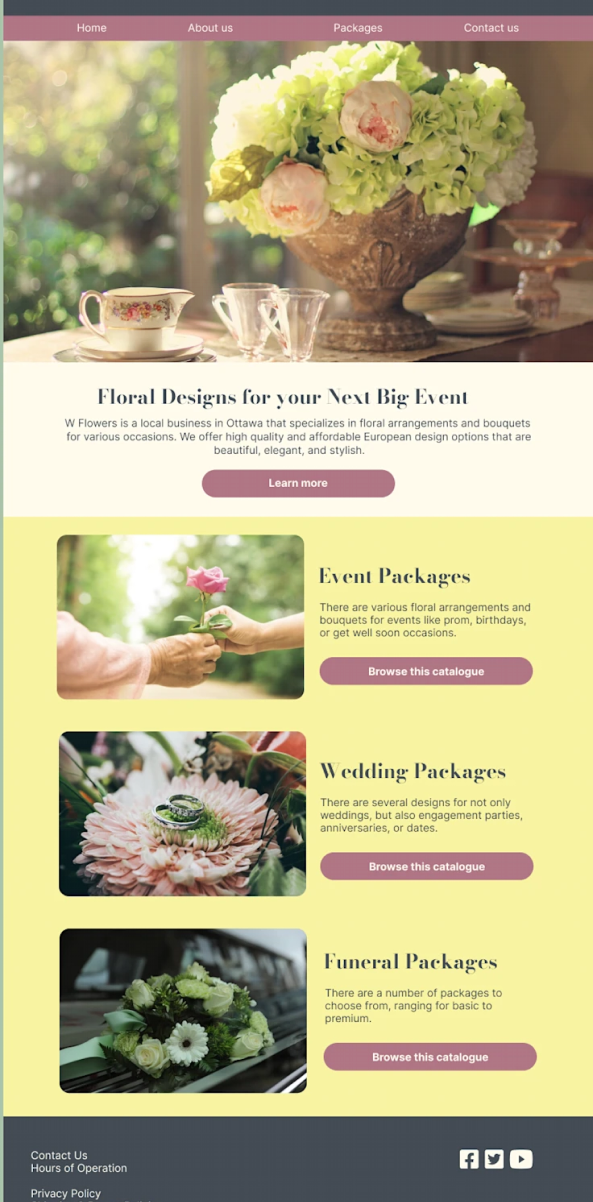 Home About us Packages Contact us
Floral Designs for your Next Big Event
W Flowers is a local business in Ottawa that specializes in floral arrangements and bouquets
for various occasions. We offer high quality and affordable European design options that are
beautiful, elegant, and stylish.
Learn more
Event Packages
There are various floral arrangements and
bouquets for events like prom, birthdays,
or get well soon occasions.
Browse this catalogue
Wedding Packages
There are several designs for not only
weddings, but also engagement parties,
anniversaries, or dates.
Browse this catalogue
Funeral Packages
There are a number of packages to
choose from, ranging for basic to
premium.
Browse this catalogue
Contact Us
Hours of Operation
Privacy Policy